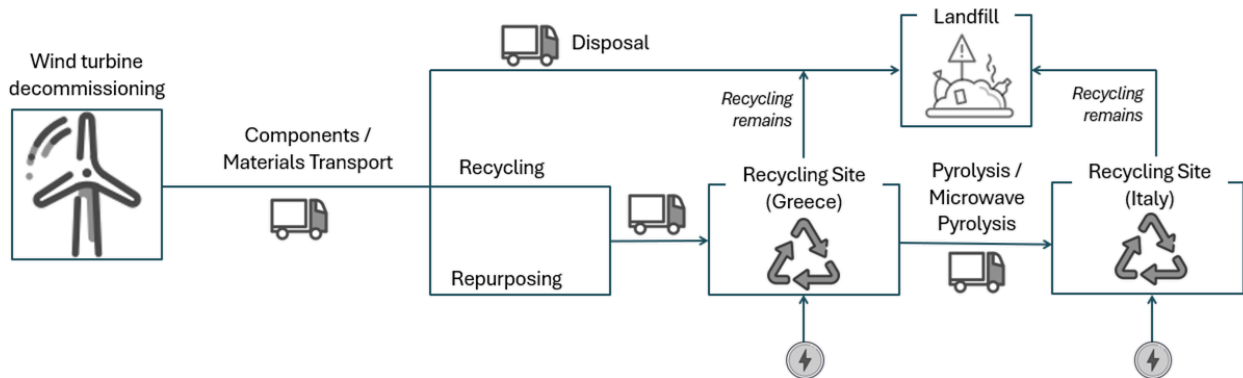 Wind turbine
decommissioning
Components /
Materials Transport
Disposal
Recycling
Repurposing
Recycling
remains
Landfill
Recycling
remains
Recycling Site
(Greece)
Pyrolysis /
Microwave
Pyrolysis
Recycling Site
(Italy)